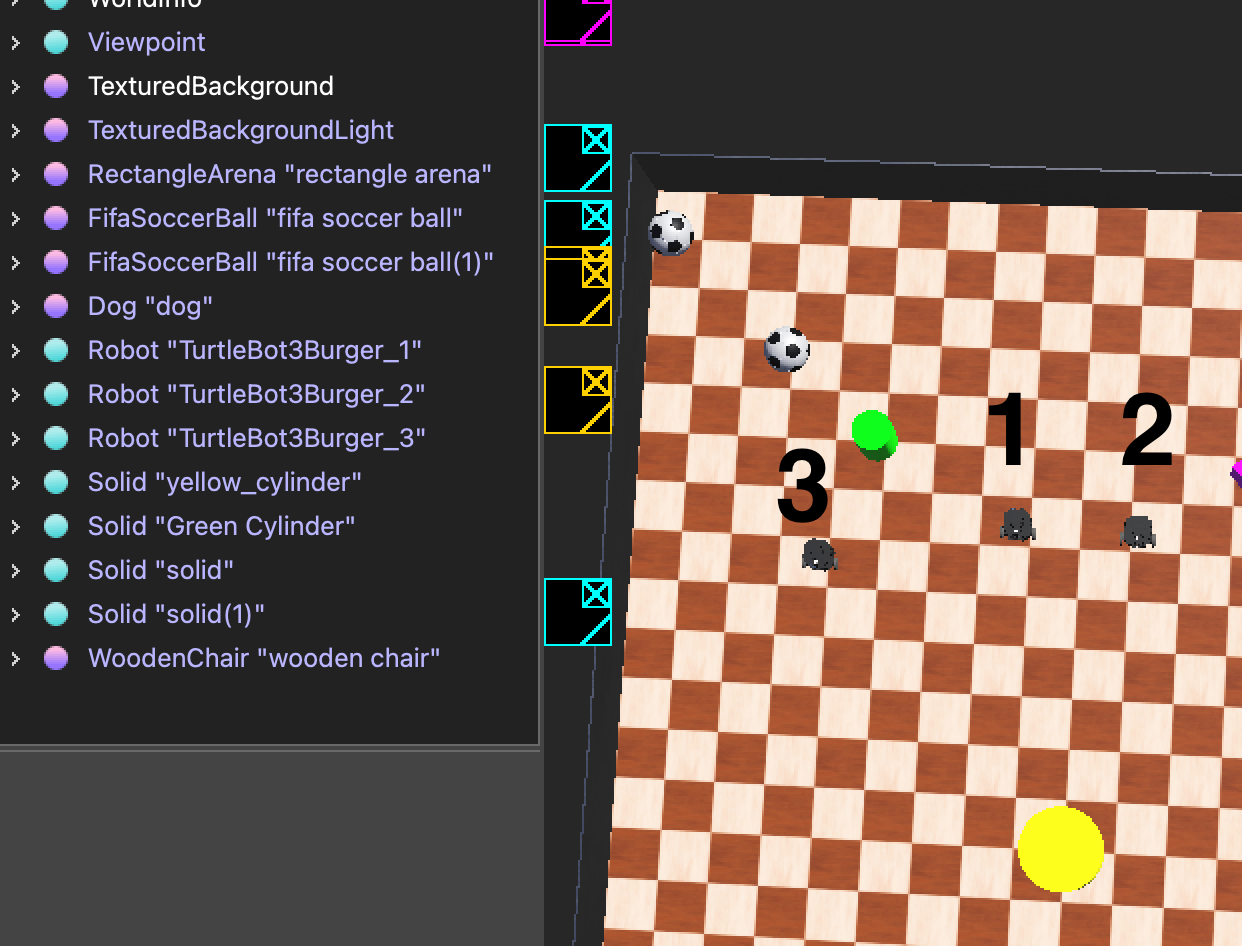 WorldInfo
Viewpoint
TexturedBackground
TexturedBackgroundLight
RectangleArena "rectangle arena"
FifaSoccerBall "fifa soccer ball"
FifaSoccerBall "fifa soccer ball(1)"
Dog "dog"
Robot "TurtleBot3Burger_1"
Robot "TurtleBot3Burger_2"
Robot "TurtleBot3Burger_3"
Solid "yellow_cylinder"
Solid "Green Cylinder"
Solid "solid"
Solid "solid(1)"
WoodenChair "wooden chair"
1
2
3